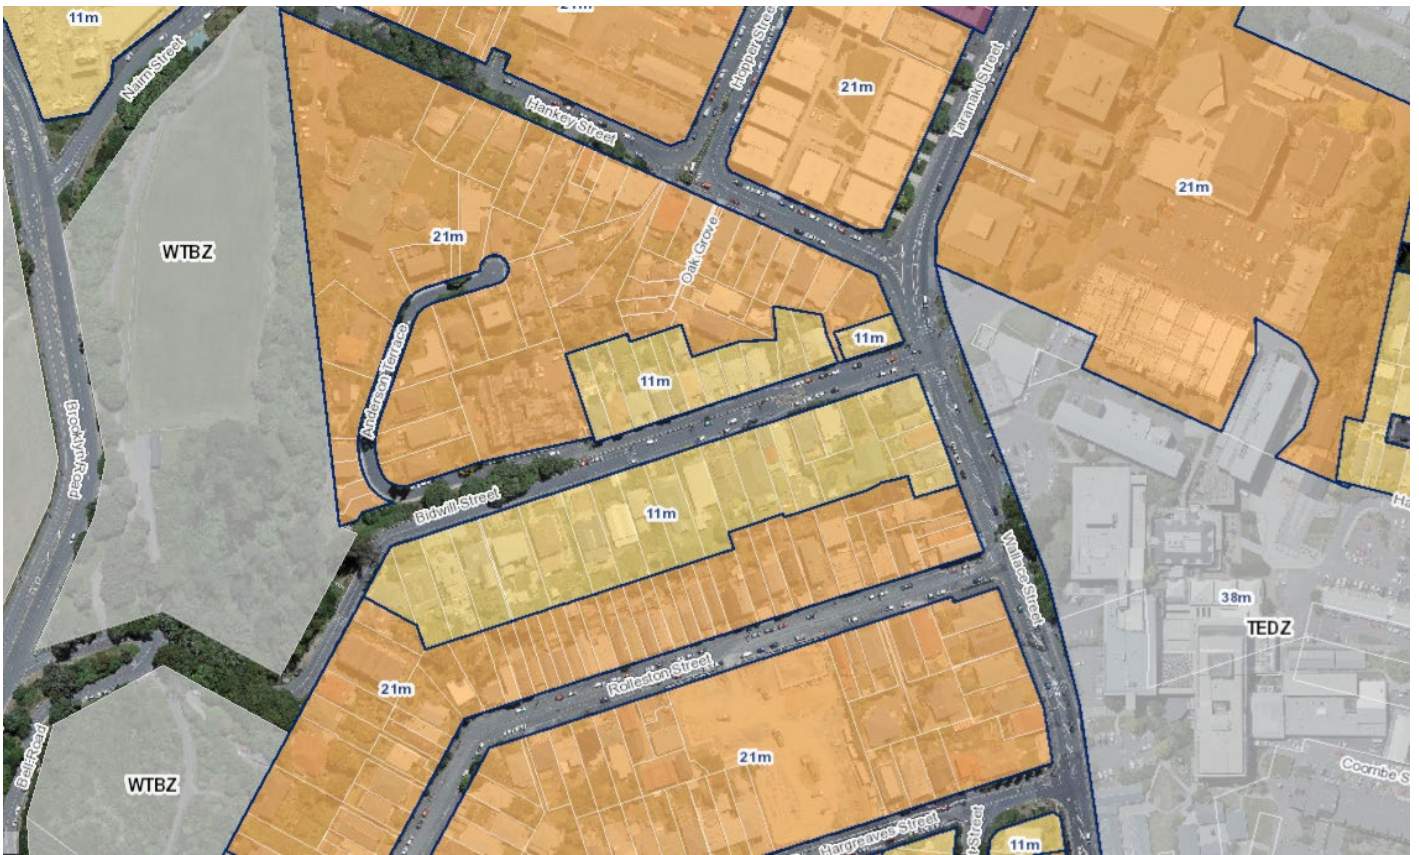 11m
21m
Nairn Street
Hopper Street
21m
Taranaki Street
Hankey Street
21m
WTBZ
21m
Oak Grove
11m
Anderson Terrace
11m
Brooklyn Road
Bidwill Street
11m
Wallace Street
38m
TEDZ
Rolleston Street
21m
Bell Road
21m
WTBZ
Coombe S
Hargreaves Street
t Street
11m